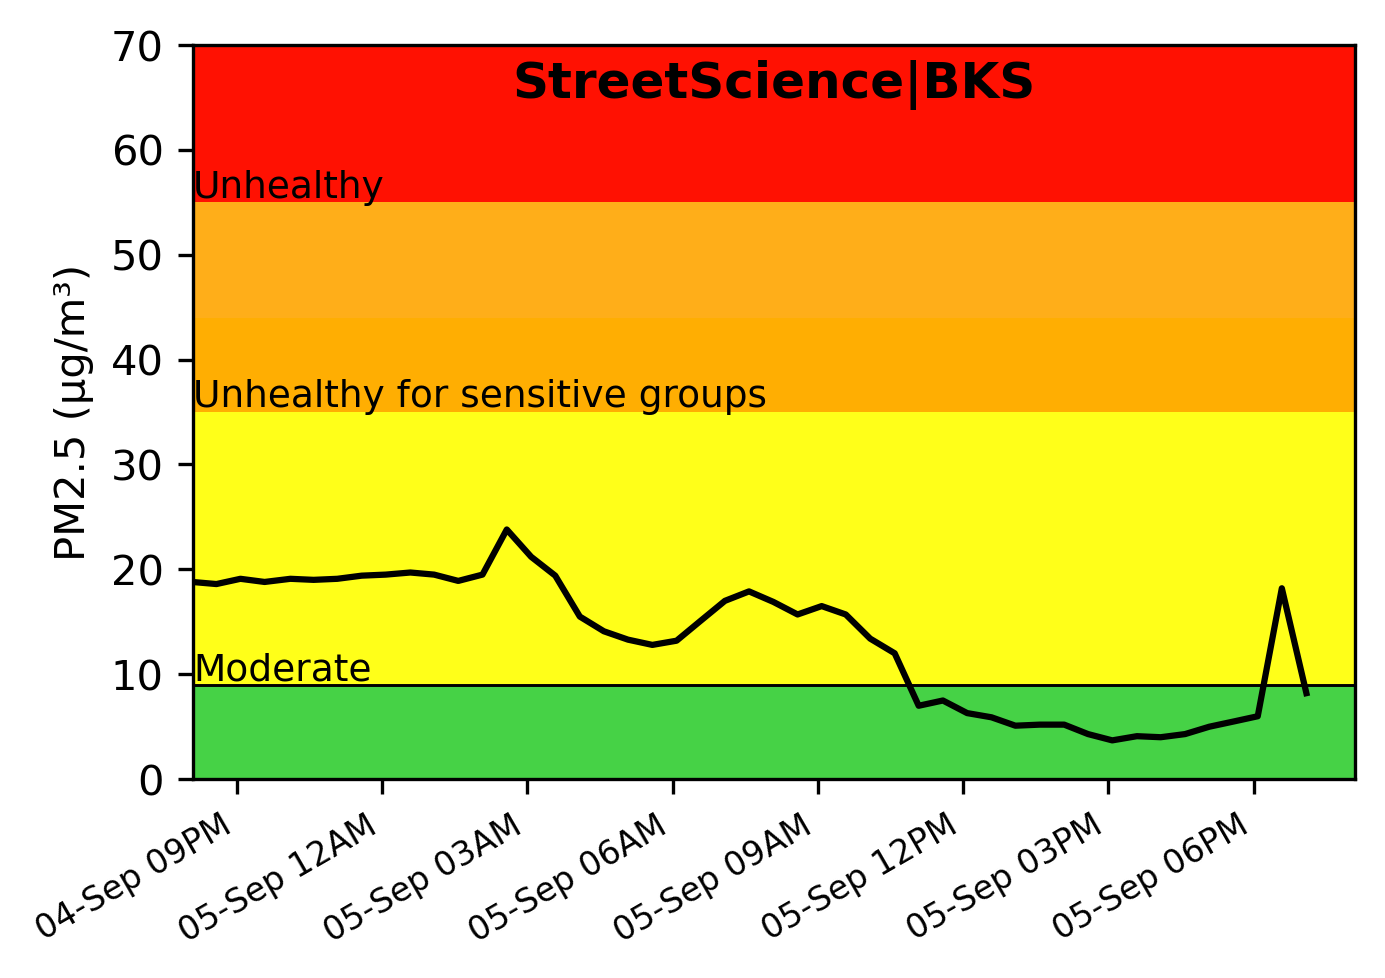 StreetScience|BKS
PM2.5 (µg/m³)
70
60
50
40
30
20
10
0
Unhealthy
Unhealthy for sensitive groups
Moderate
04-Sep 09PM
05-Sep 12AM
05-Sep 03AM
05-Sep 06AM
05-Sep 09AM
05-Sep 12PM
05-Sep 03PM
05-Sep 06PM